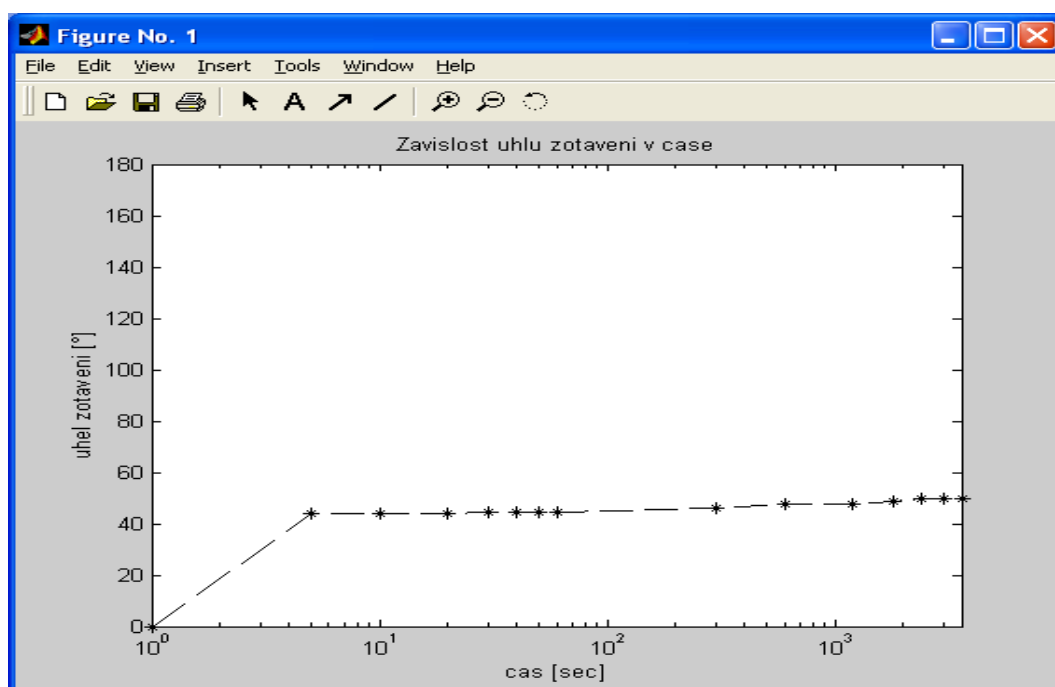 Figure No. 1
File Edit View Insert Tools Window Help
A
Zavislost uhlu zotaveni v case
180
160
140
120
100
80
60
40
20
0
uhel zotaveni [°]
10⁰ 10¹ 10² 10³
cas [sec]